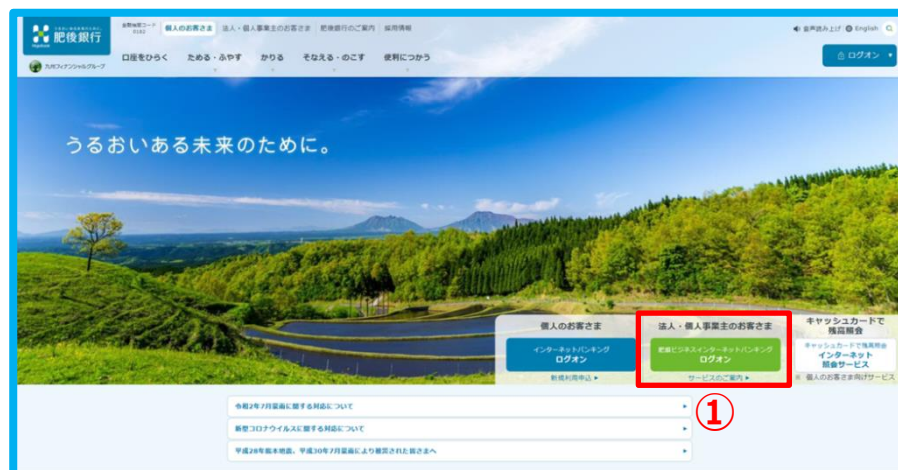 肥後銀行
金融機関コード
0182
個人のお客さま
法人・個人事業主のお客さま
肥後銀行のご案内
採用情報
音声読み上げ
English
九州フィナンシャルグループ
口座をひらく
ためる・ふやす
かりる
そなえる・のこす
便利につかう
ログオン
うるおいある未来のために。
個人のお客さま
インターネットバンキング
ログオン
新規利用申込
法人・個人事業主のお客さま
肥後ビジネスインターネットバンキング
ログオン
サービスのご案内
キャッシュカードで
残高照会
キャッシュカードで残高照会
インターネット
照会サービス
※ 個人のお客さま向けサービス
①
令和2年7月豪雨に関する対応について
新型コロナウイルスに関する対応について
平成28年熊本地震、平成30年7月豪雨により被災された皆さまへ